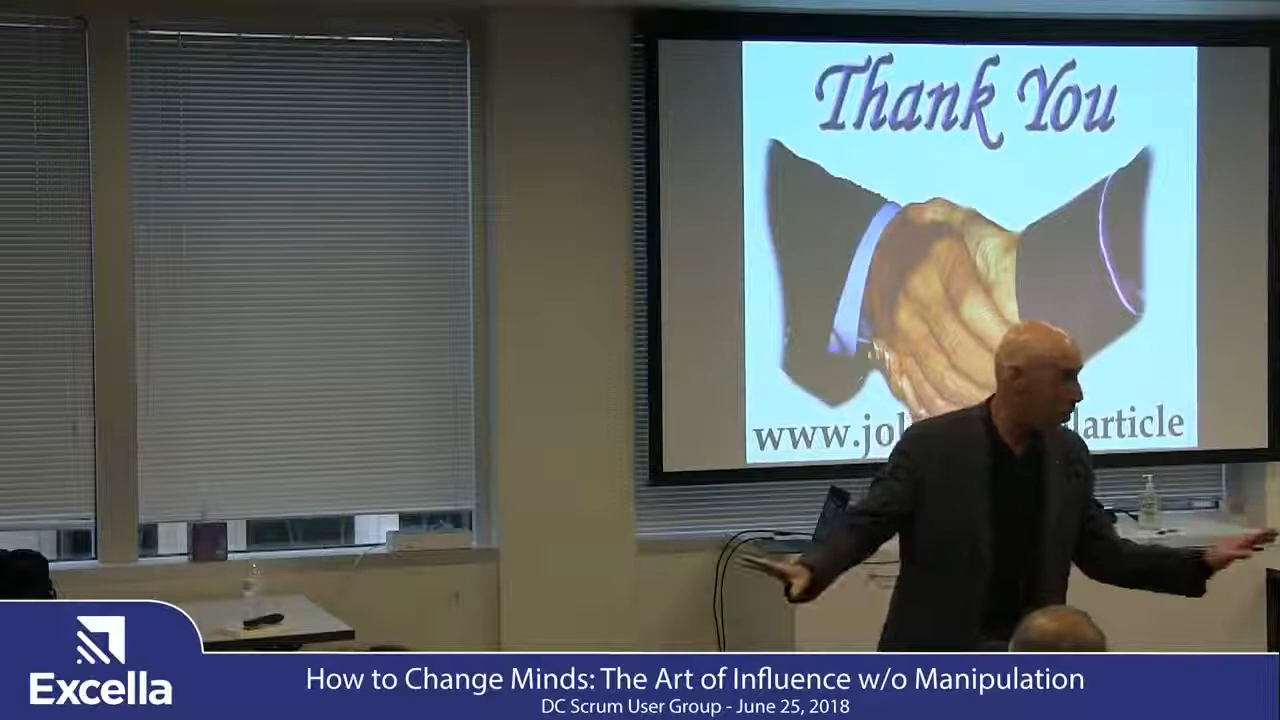 Thank You
www.jo
article
Excella
How to Change Minds: The Art of Influence w/o Manipulation
DC Scrum User Group - June 25, 2018